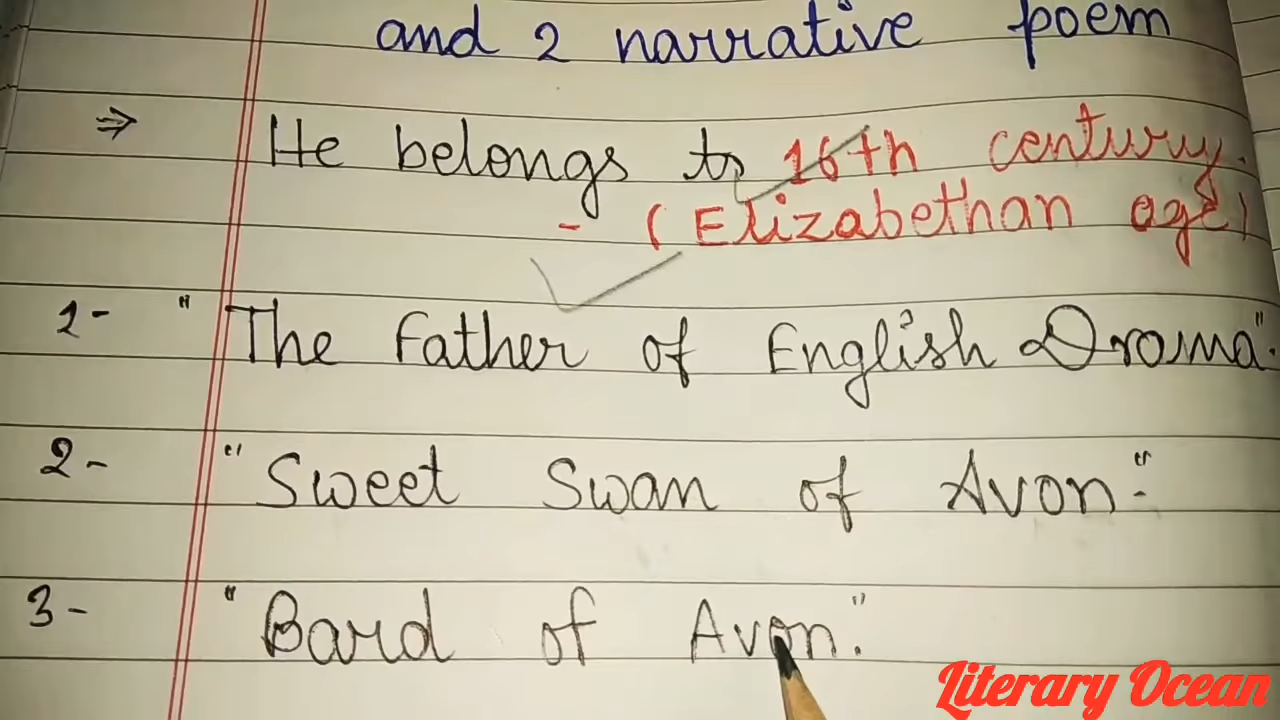 and 2 narrative poem
⇒ He belongs to 16th century.
- (Elizabethan age)
1- "The Father of English Drama".
2- "Sweet Swan of Avon".
3- "Bard of Avon."
Literary Ocean